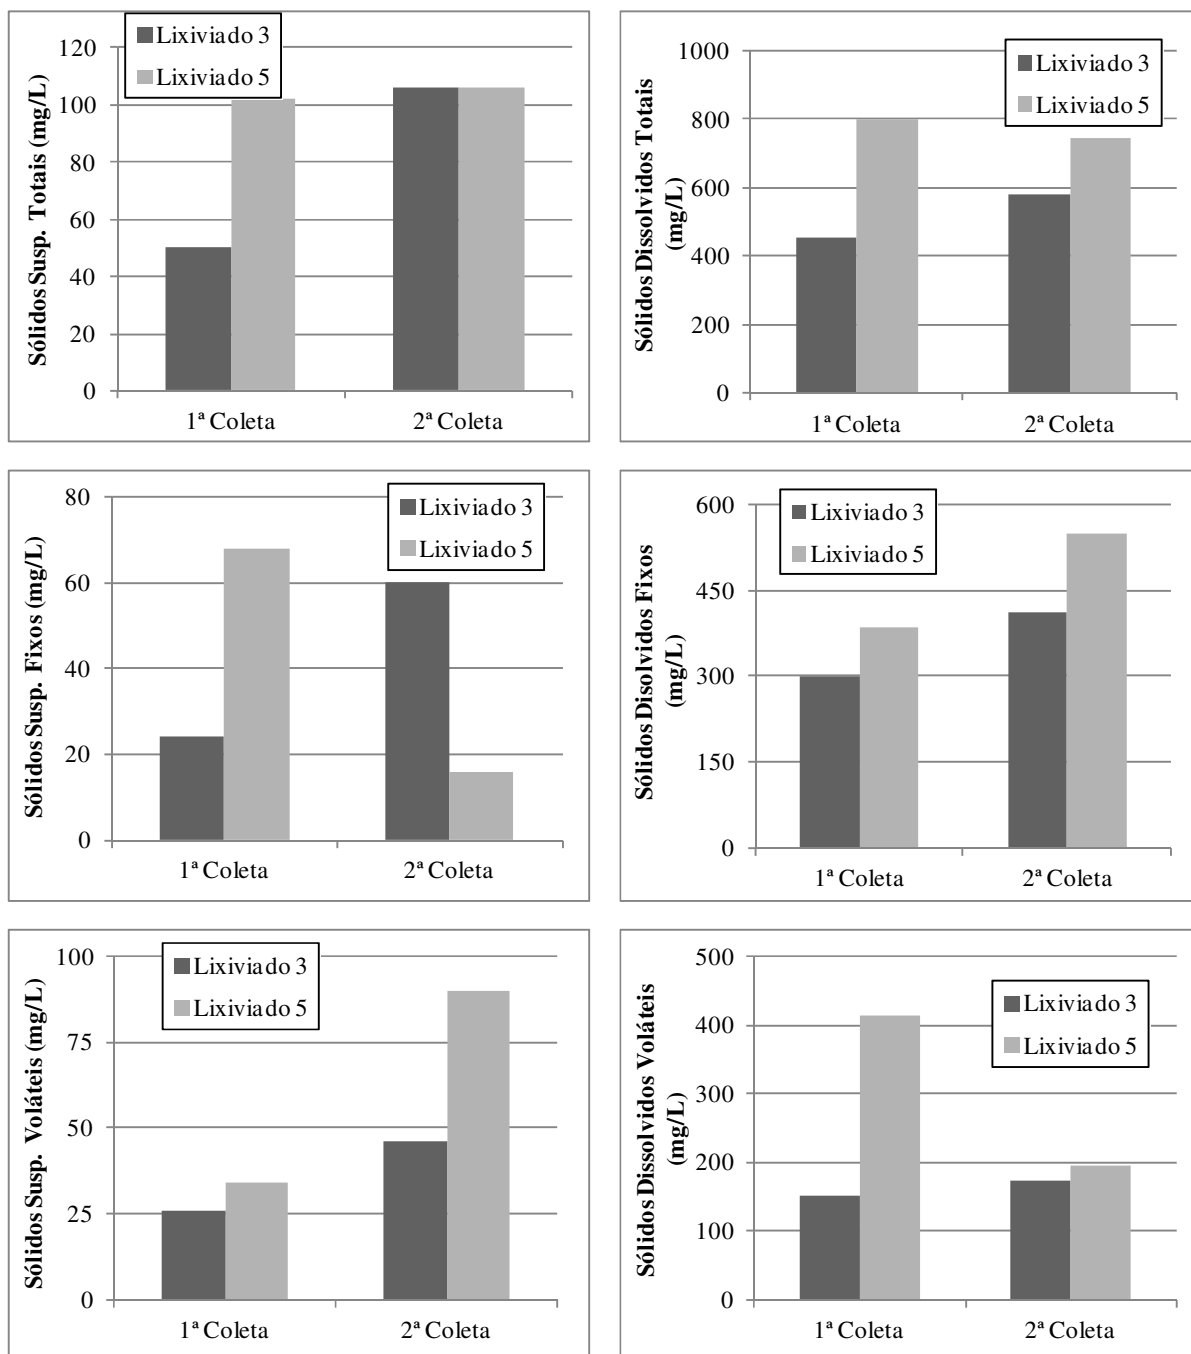 Sólidos Susp. Totais (mg/L)
120
100
80
60
40
20
0
Lixiviado 3
Lixiviado 5
1ª Coleta
2ª Coleta
Sólidos Dissolvidos Totais
(mg/L)
1000
800
600
400
200
0
Lixiviado 3
Lixiviado 5
1ª Coleta
2ª Coleta
Sólidos Susp. Fixos (mg/L)
80
60
40
20
0
Lixiviado 3
Lixiviado 5
1ª Coleta
2ª Coleta
Sólidos Disolvidos Fixos
(mg/L)
600
450
300
150
0
Lixiviado 3
Lixiviado 5
1ª Coleta
2ª Coleta
Sólidos Susp. Voláteis (mg/L)
100
75
50
25
0
Lixiviado 3
Lixiviado 5
1ª Coleta
2ª Coleta
Sólidos Dissolvidos Voláteis
(mg/L)
500
400
300
200
100
0
Lixiviado 3
Lixiviado 5
1ª Coleta
2ª Coleta